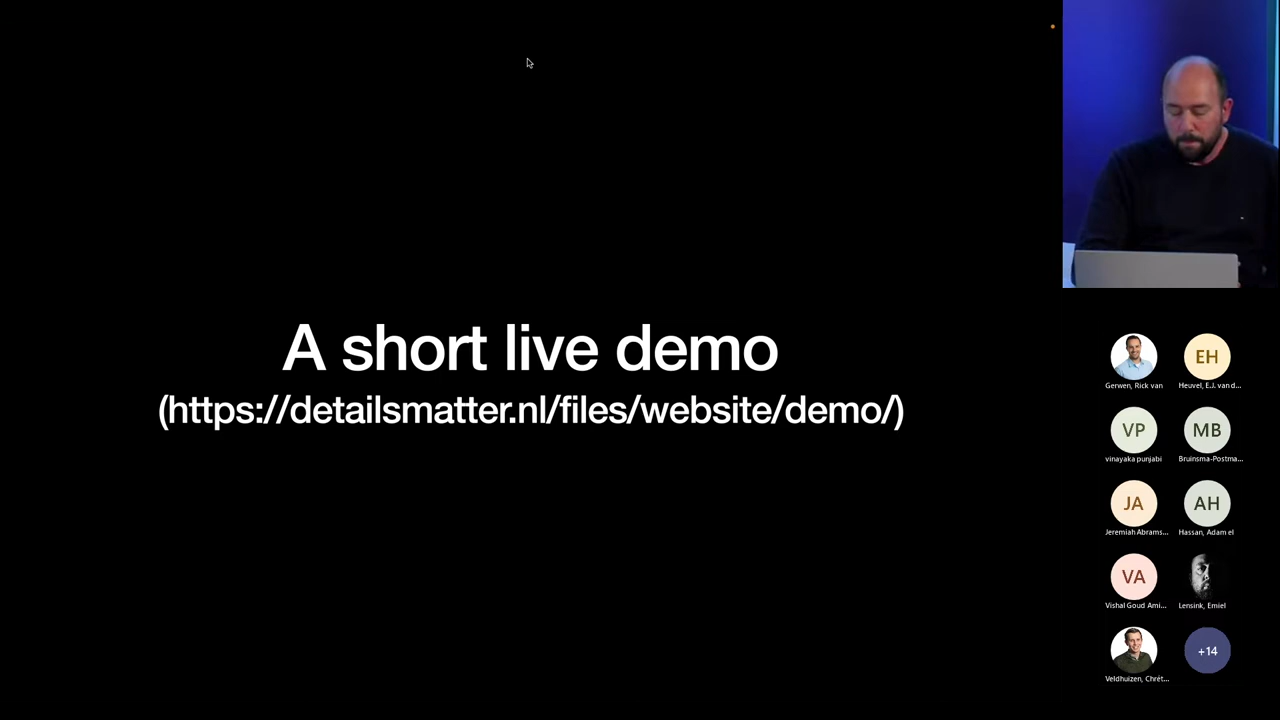 A short live demo
(https://detailsmatter.nl/files/website/demo/)
Gerwen, Rick van
EH
Heuvel, E.J. van d...
VP
vinayaka punjabi
MB
Bruinsma-Postma...
JA
Jeremiah Abrams...
AH
Hassan, Adam el
VA
Vishal Goud Ami...
Lensink, Emiel
Veldhuizen, Chrét...
+14